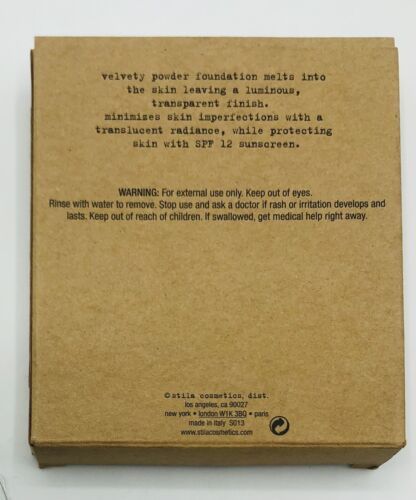 velvety powder foundation melts into
the skin leaving a luminous,
transparent finish.
minimizes skin imperfections with a
translucent radiance, while protecting
skin with SPF 12 sunscreen.
WARNING: For external use only. Keep out of eyes.
Rinse with water to remove. Stop use and ask a doctor if rash or irritation develops and
lasts. Keep out of reach of children. If swallowed, get medical help right away.
© stila cosmetics, dist.
los angeles, ca 90027
new york • london W1K 3BQ • paris
made in italy S013
www.stilacosmetics.com